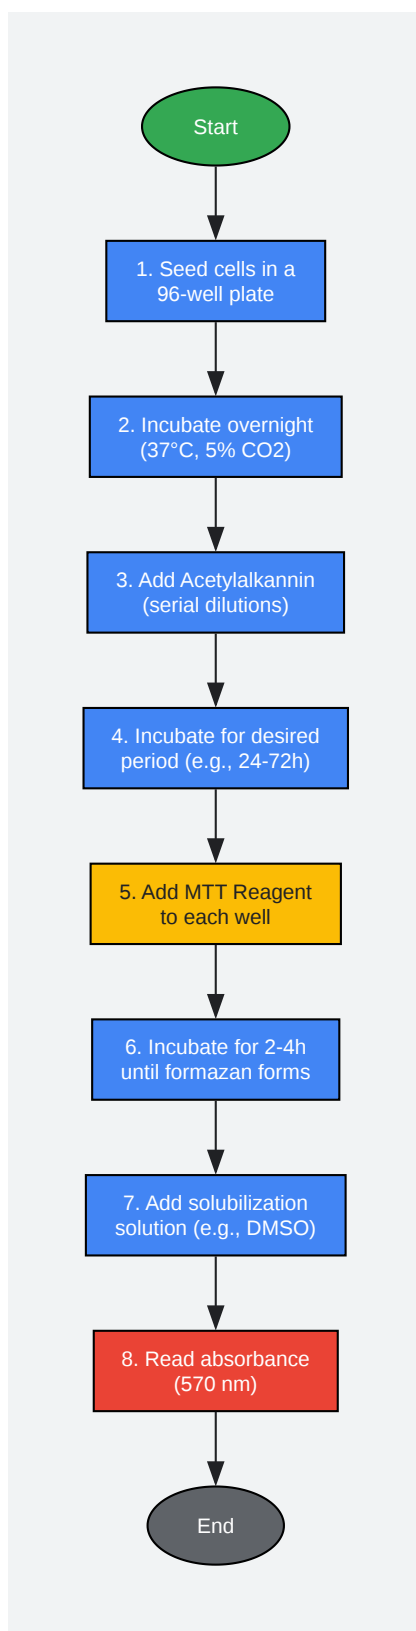 Start
1. Seed cells in a
96-well plate
2. Incubate overnight
(37°C, 5% CO2)
3. Add Acetylalkannin
(serial dilutions)
4. Incubate for desired
period (e.g., 24-72h)
5. Add MTT Reagent
to each well
6. Incubate for 2-4h
until formazan forms
7. Add solubilization
solution (e.g., DMSO)
8. Read absorbance
(570 nm)
End